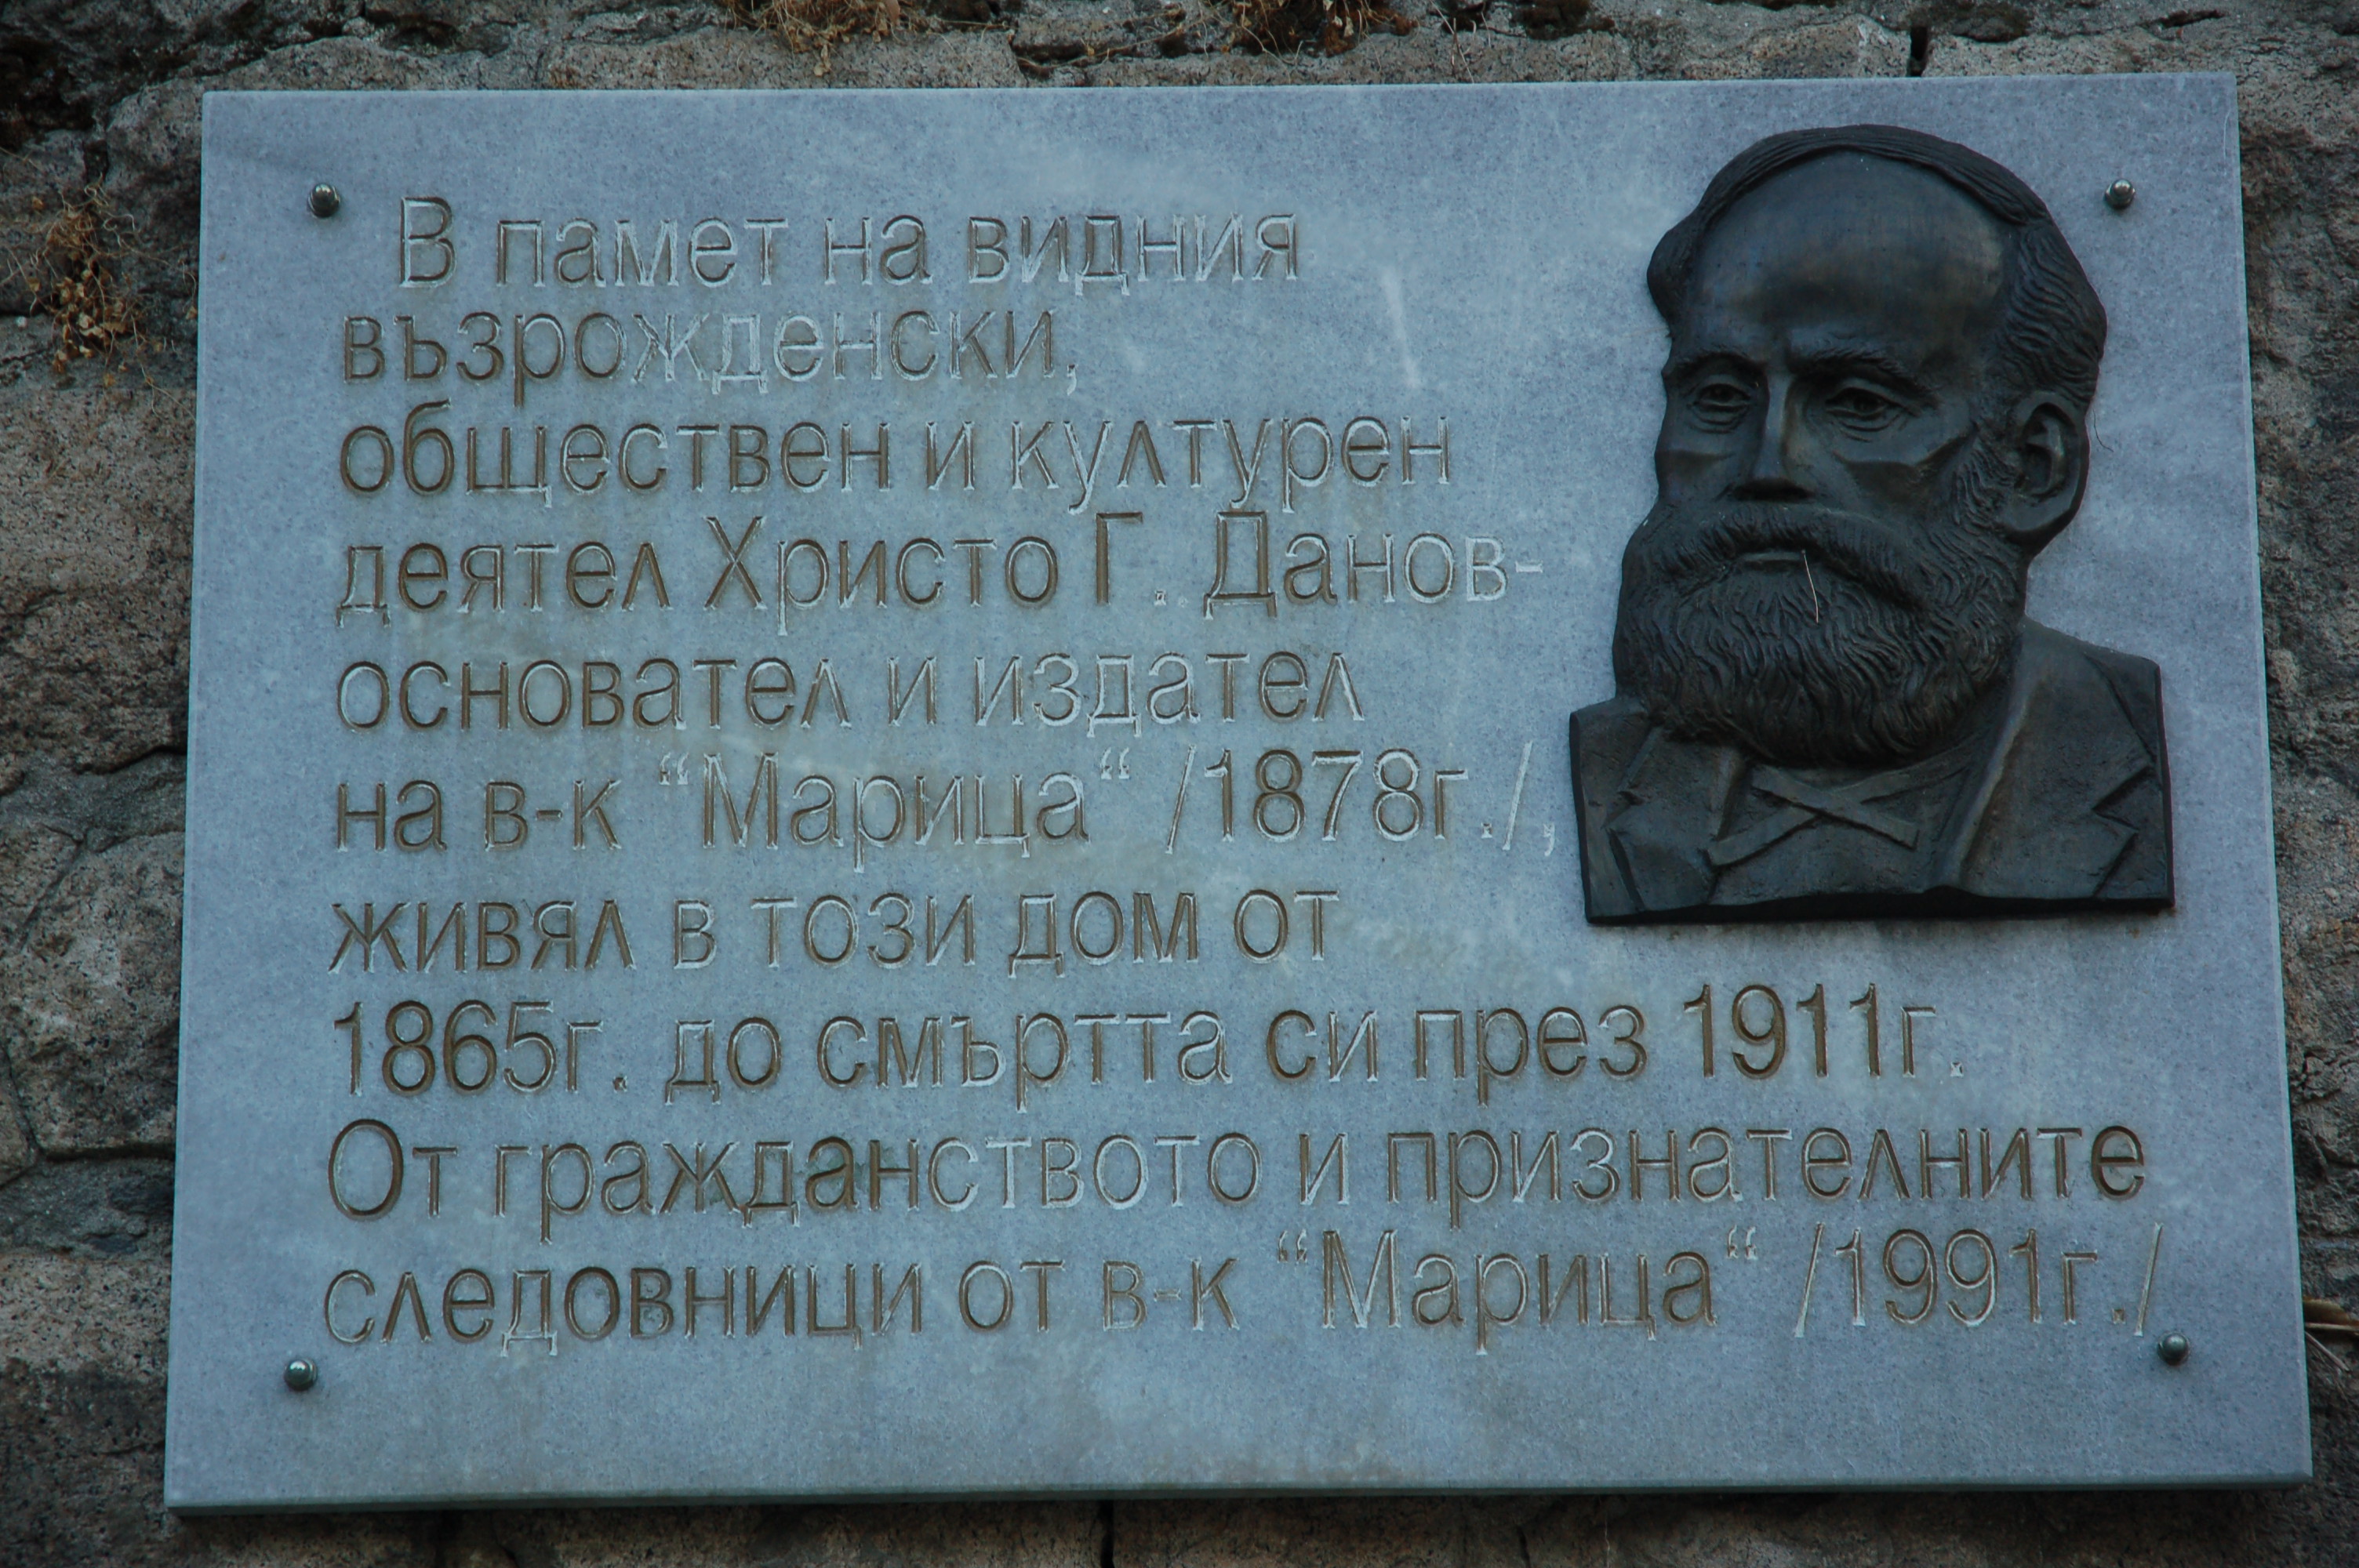 В памет на видния
възрожденски,
обществен и културен
деятел Христо Г. Данов-
основател и издател
на в-к “Марица“ /1878г./,
живял в този дом от
1865г. до смъртта си през 1911г.
От гражданството и признателните
следовници от в-к “Марица“ /1991г./